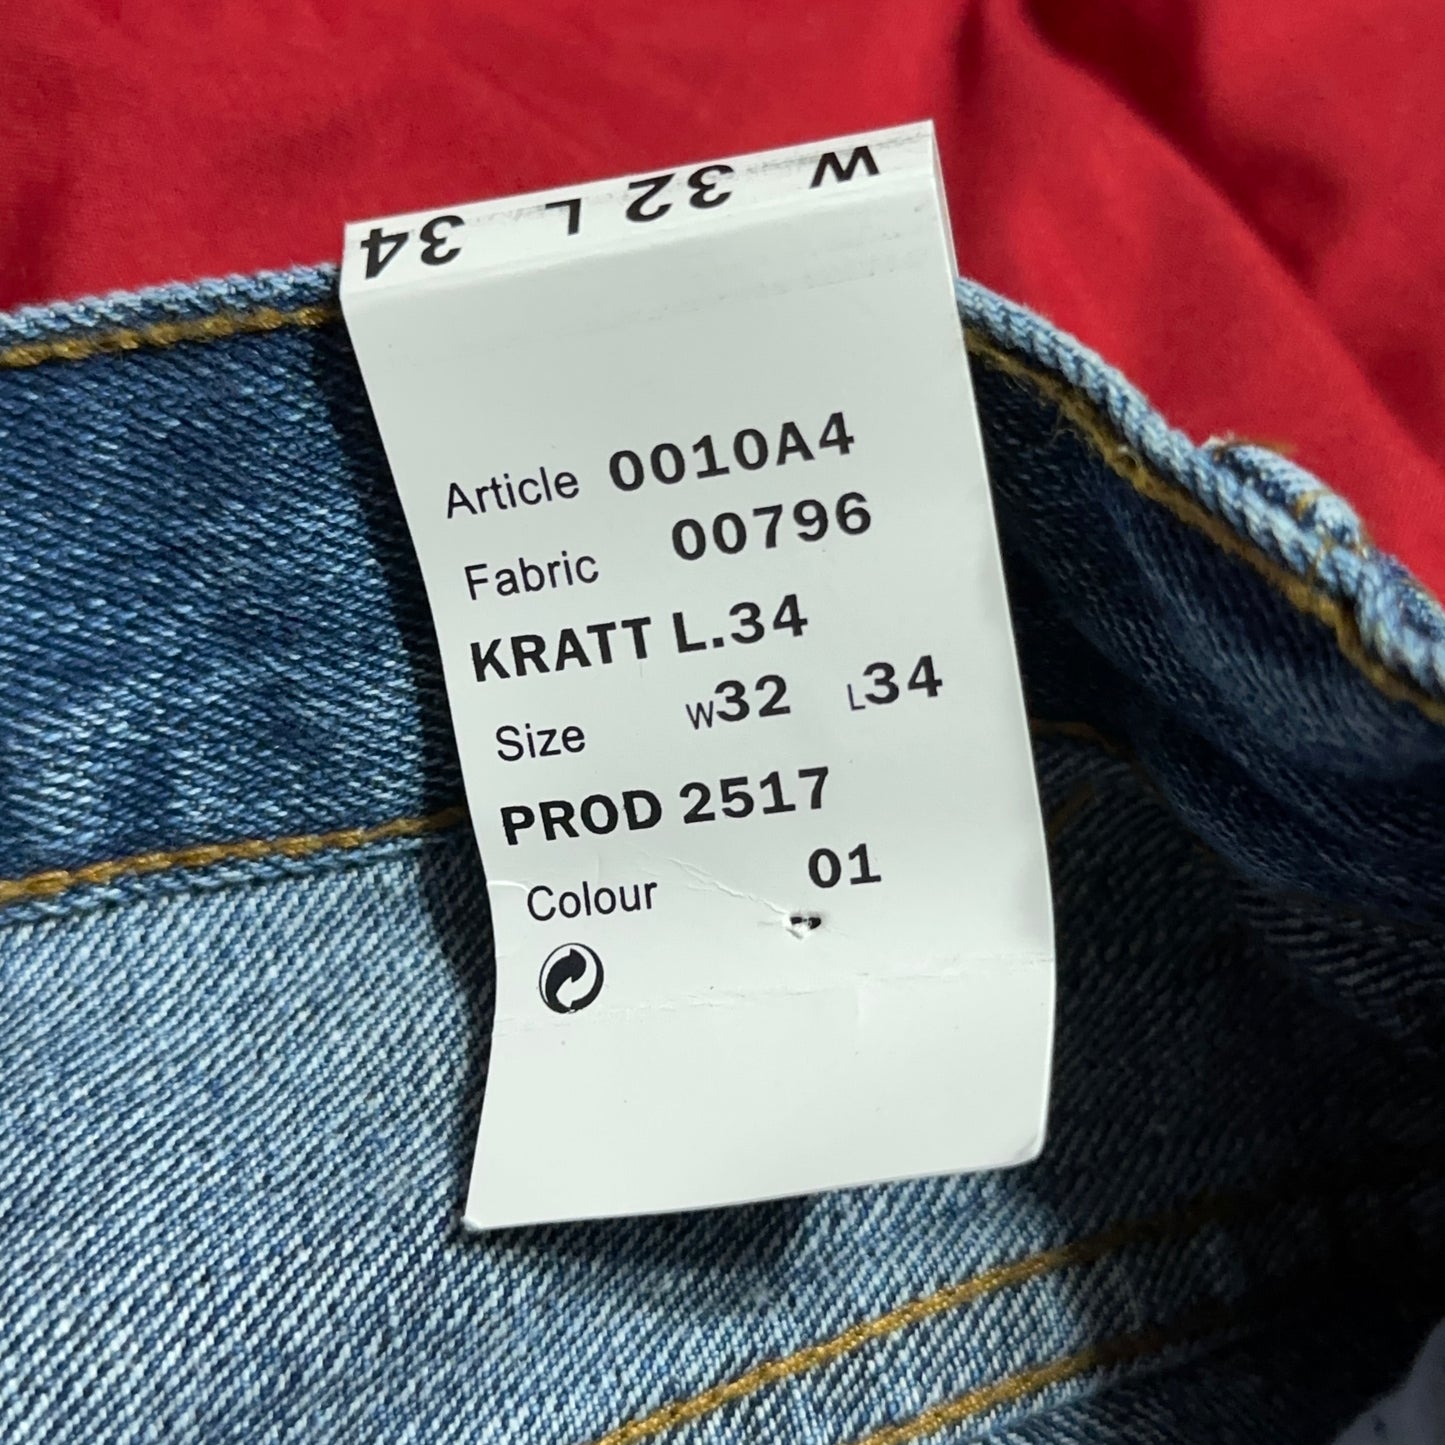 W 32 L 34
Article 0010A4
Fabric 00796
KRATT L.34
Size W32 L34
PROD 2517
Colour 01